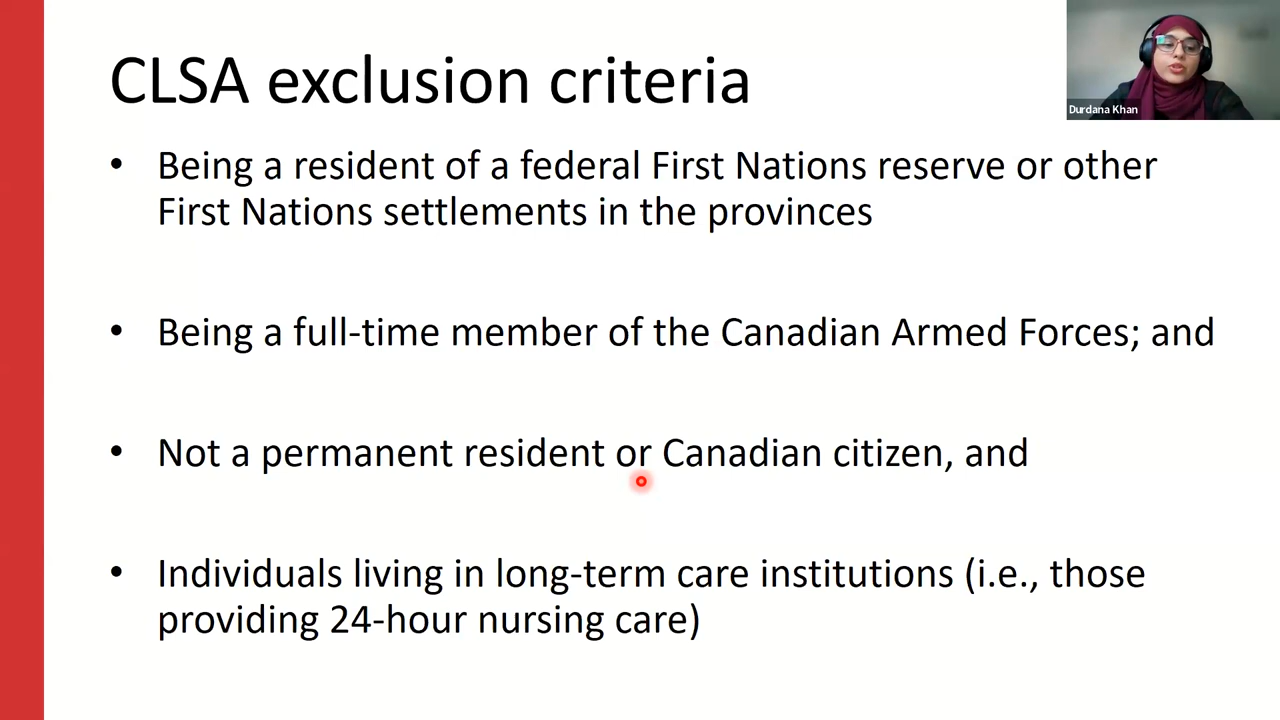 CLSA exclusion criteria
Durdana Khan
• Being a resident of a federal First Nations reserve or other
First Nations settlements in the provinces
• Being a full-time member of the Canadian Armed Forces; and
• Not a permanent resident or Canadian citizen, and
• Individuals living in long-term care institutions (i.e., those
providing 24-hour nursing care)